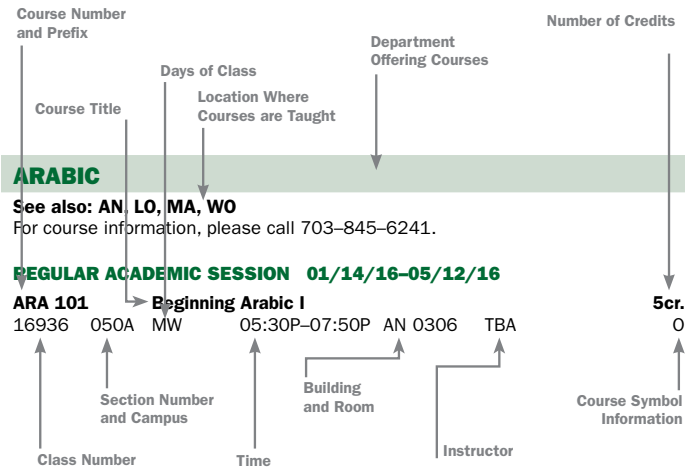 Course Number
and Prefix
Number of Credits
Department
Offering Courses
Days of Class
Location Where
Courses are Taught
Course Title
ARABIC
See also: AN, LO, MA, WO
For course information, please call 703–845–6241.
REGULAR ACADEMIC SESSION 01/14/16–05/12/16
ARA 101 Beginning Arabic I 5cr.
16936 050A MW 05:30P–07:50P AN 0306 TBA O
Section Number
and Campus
Building
and Room
Course Symbol
Information
Class Number
Time
Instructor